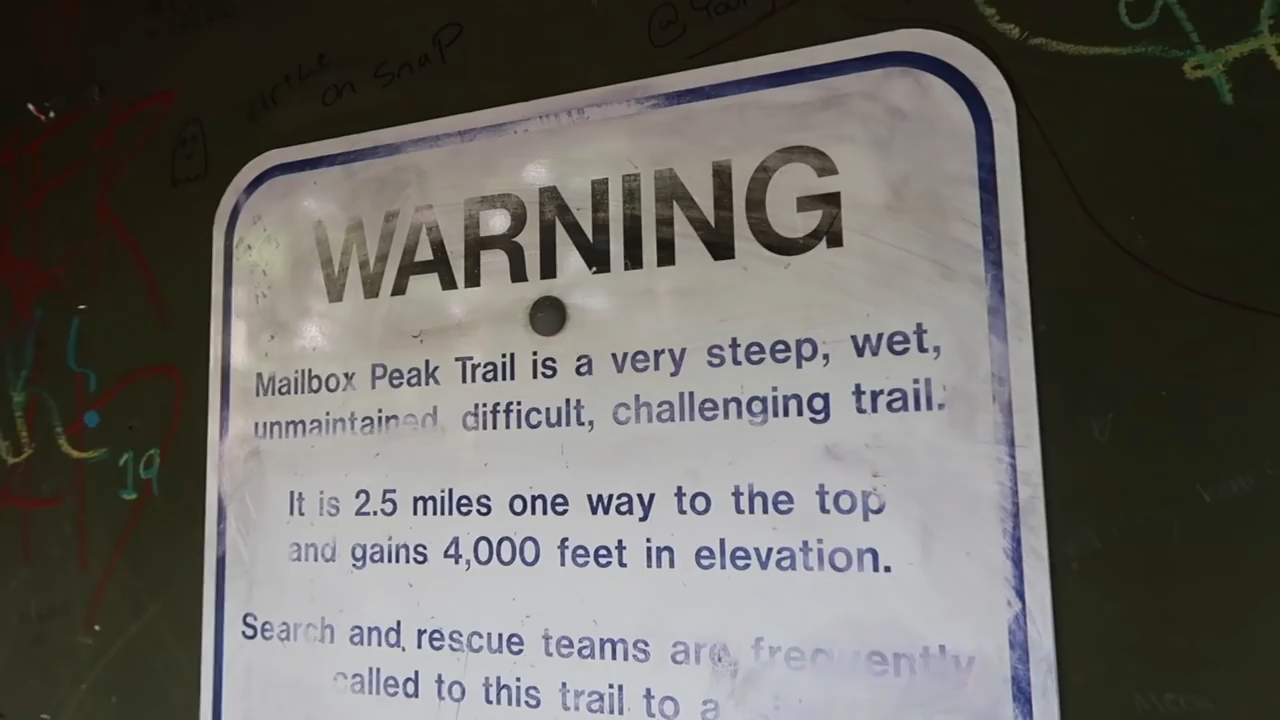 on snap
WARNING
Mailbox Peak Trail is a very steep, wet,
unmaintained, difficult, challenging trail.
It is 2.5 miles one way to the top
and gains 4,000 feet in elevation.
Search and rescue teams are frequently
called to this trail to a
19